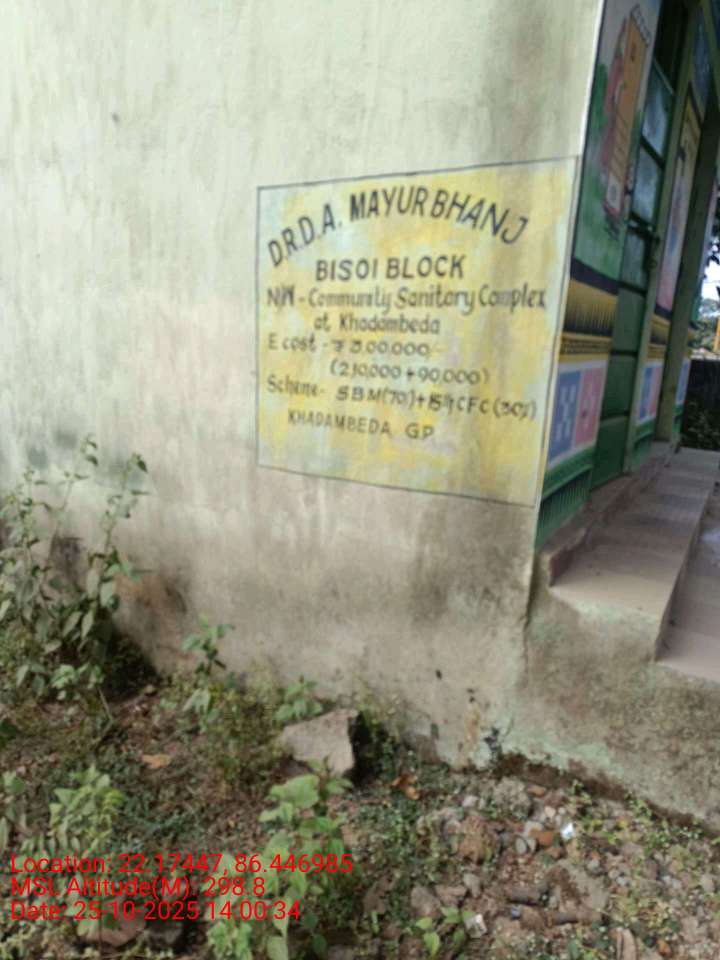 D.R.D.A. MAYURBHANJ
BISOI BLOCK
N/W - Community Sanitary Complex
at Khadambeda
E cost - ₹ 3,00,000/-
(2,10,000 + 90,000)
Scheme - SBM(70)+15th CFC (30%)
KHADAMBEDA GP
Location: 22.17447, 86.446985
MSL Altitude(M): 298.8
Date: 25-10-2025 14:00:34